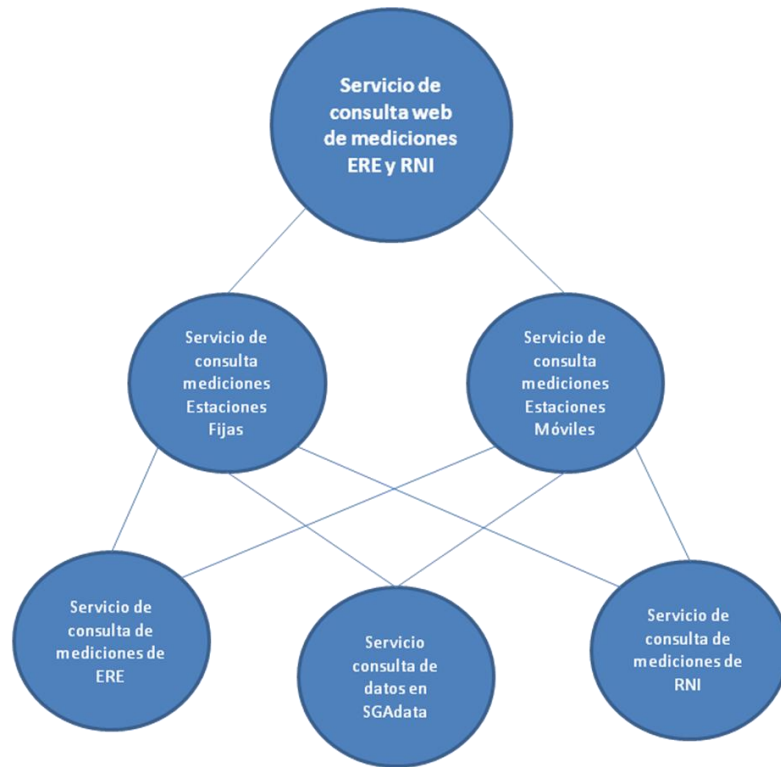 Servicio de
consulta web
de mediciones
ERE y RNI
Servicio de
consulta
mediciones
Estaciones
Fijas
Servicio de
consulta
mediciones
Estaciones
Móviles
Servicio de
consulta de
mediciones de
ERE
Servicio
consulta de
datos en
SGAdata
Servicio de
consulta de
mediciones de
RNI